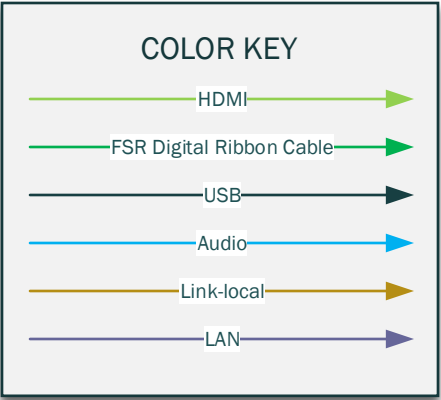 COLOR KEY
HDMI
FSR Digital Ribbon Cable
USB
Audio
Link-local
LAN